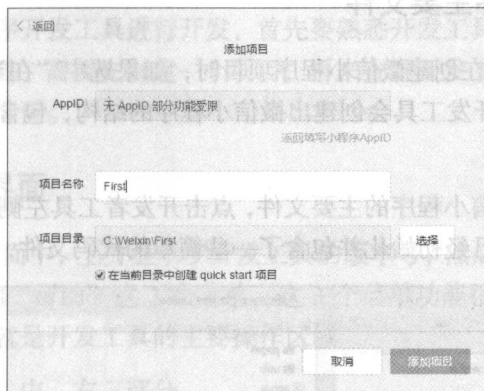 返回
添加项目
AppID 无 AppID 部分功能受限
返回填写小程序AppID
项目名称 First
项目目录 C:\Weixin\First 选择
在当前目录中创建 quick start 项目
取消 添加项目